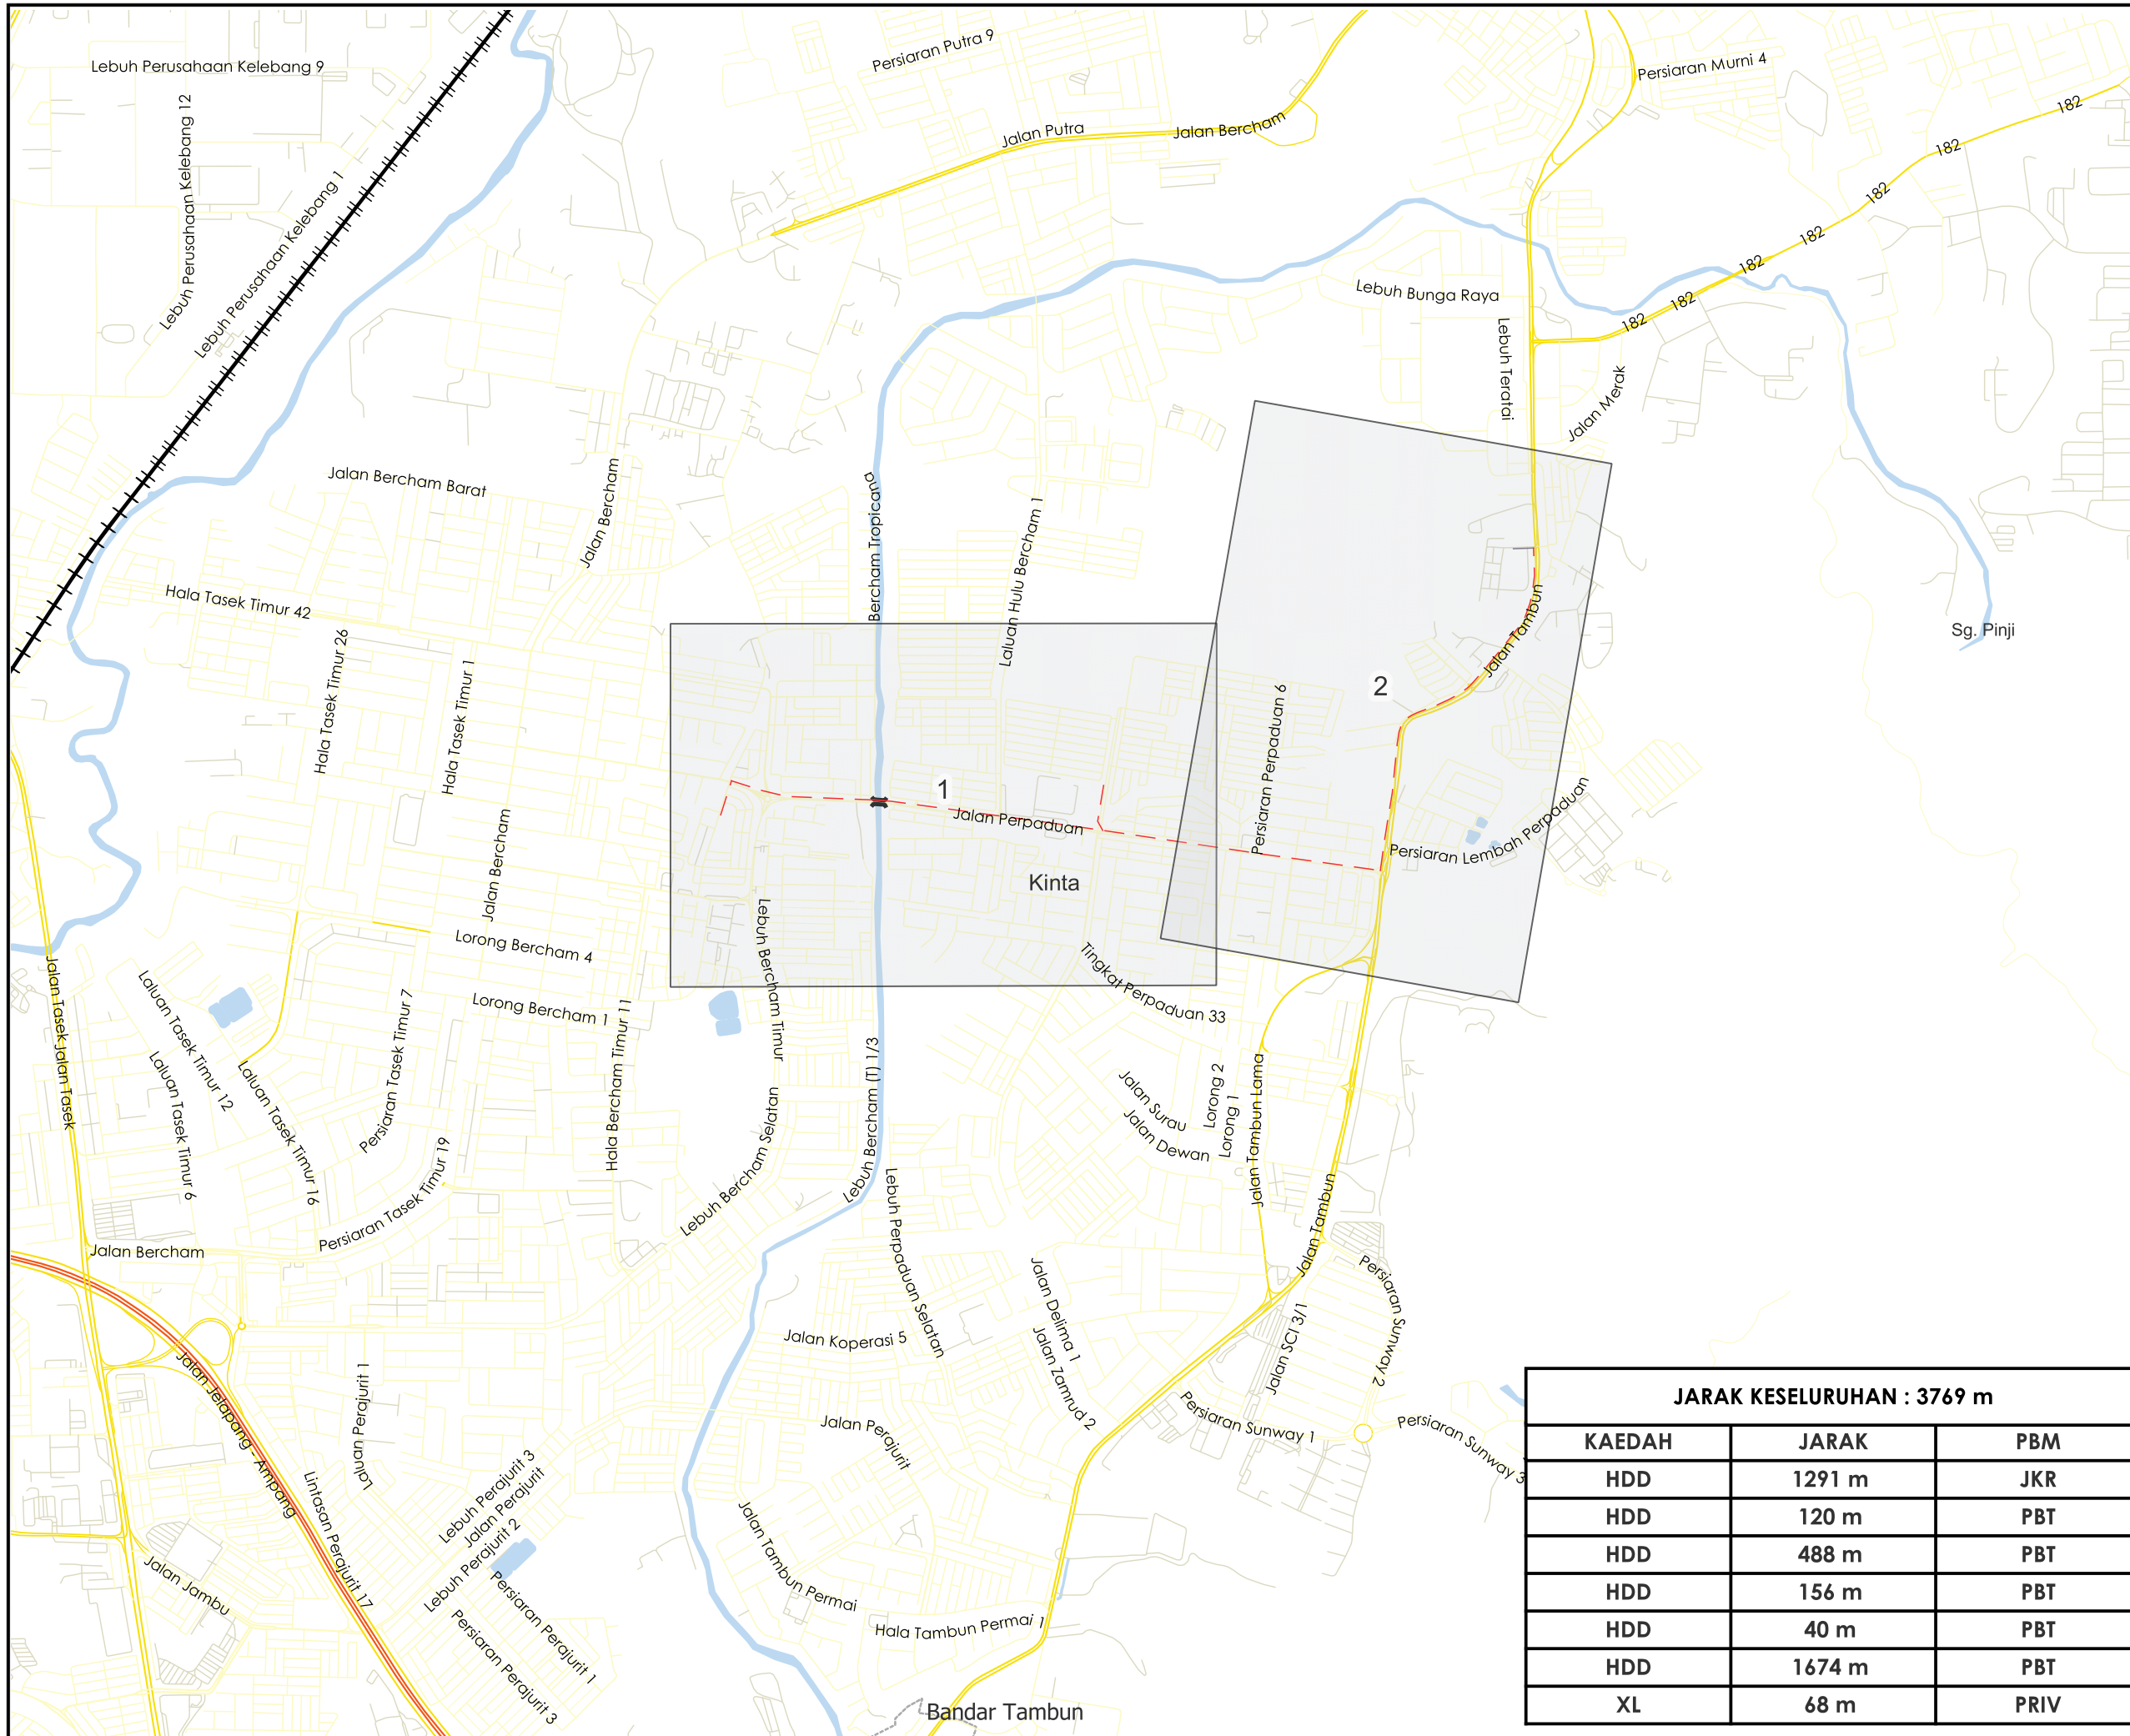 Lebuh Perusahaan Kelebang 9
Persiaran Putra 9
Persiaran Murni 4
182
Lebuh Perusahaan Kelebang 12
Jalan Putra
Jalan Bercham
182
Lebuh Perusahaan Kelebang 1
182
182
182
182
182
Lebuh Bunga Raya
Lebuh Teratai
Jalan Merak
Jalan Bercham Barat
Jalan Bercham
Bercham Tropicana
Laluan Hulu Bercham 1
Hala Tasek Timur 42
Hala Tasek Timur 26
Hala Tasek Timur 1
Jalan Tambun
Sg. Pinji
2
Persiaran Perpaduan 6
1
Jalan Perpaduan
Persiaran Lembah Perpaduan
Jalan Bercham
Kinta
Lorong Bercham 4
Lebuh Bercham Timur
Tingkat Perpaduan 33
Jalan Tasek
Jalan Tasek
Laluan Tasek Timur 12
Persiaran Tasek Timur 7
Lorong Bercham 1
Hala Bercham Timur 11
Laluan Tasek Timur 6
Laluan Tasek Timur 16
Lebuh Bercham (T) 1/3
Jalan Surau
Lorong 2
Lorong 1
Jalan Dewan
Jalan Tambun Lama
Persiaran Tasek Timur 19
Lebuh Bercham Selatan
Lebuh Perpaduan Selatan
Jalan Tambun
Jalan Bercham
Jalan Delima 1
Persiaran Sunway 2
Jalan Koperasi 5
Jalan Zamrud 2
Jalan SCI 3/1
Jalan Jelapang - Ampang
Laluan Perajurit 1
Jalan Perajurit
Persiaran Sunway 1
Persiaran Sunway 3
Lintasan Perajurit 17
Lebuh Perajurit 3
Jalan Perajurit
Lebuh Perajurit 2
Jalan Jambu
Persiaran Perajurit 1
Persiaran Perajurit 3
Jalan Tambun Permai
Hala Tambun Permai 1
Bandar Tambun
JARAK KESELURUHAN : 3769 m
KAEDAH JARAK PBM
HDD 1291 m JKR
HDD 120 m PBT
HDD 488 m PBT
HDD 156 m PBT
HDD 40 m PBT
HDD 1674 m PBT
XL 68 m PRIV